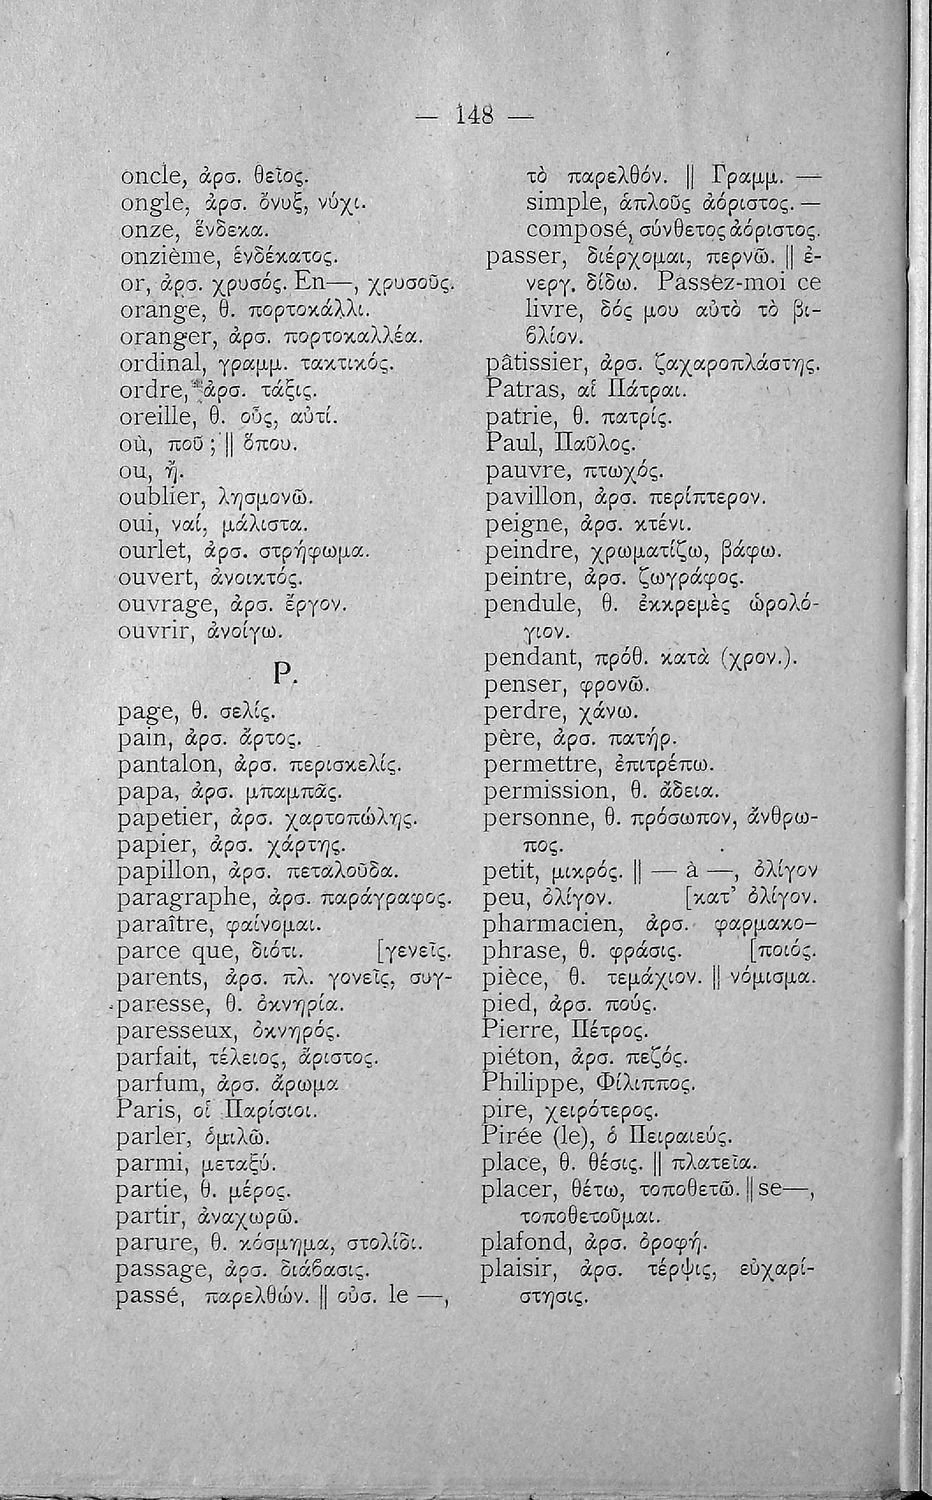 — 148 —
oncle, ἀρσ. θεῖος.
ongle, ἀρσ. ὄνυξ, νύχι.
onze, ἕνδεκα.
onzième, ἑνδέκατος.
or, ἀρσ. χρυσός. En—, χρυσοῦς.
orange, θ. πορτοκάλλι.
oranger, ἀρσ. πορτοκαλλέα.
ordinal, γραμμ. τακτικός.
ordre, ἀρσ. τάξις.
oreille, θ. οὖς, αὐτί.
où, ποῦ ; || ὅπου.
ou, ἤ.
oublier, λησμονῶ.
oui, ναί, μάλιστα.
ourlet, ἀρσ. στρήφωμα.
ouvert, ἀνοικτός.
ouvrage, ἀρσ. ἔργον.
ouvrir, ἀνοίγω.
P.
page, θ. σελίς.
pain, ἀρσ. ἄρτος.
pantalon, ἀρσ. περισκελίς.
papa, ἀρσ. μπαμπᾶς.
papetier, ἀρσ. χαρτοπώλης.
papier, ἀρσ. χάρτης.
papillon, ἀρσ. πεταλοῦδα.
paragraphe, ἀρσ. παράγραφος.
paraître, φαίνομαι.
parce que, διότι. [γενεῖς.
parents, ἀρσ. πλ. γονεῖς, συγ-
paresse, θ. ὀκνηρία.
paresseux, ὀκνηρός.
parfait, τέλειος, ἄριστος.
parfum, ἀρσ. ἄρωμα
Paris, οἱ Παρίσιοι.
parler, ὁμιλῶ.
parmi, μεταξύ.
partie, θ. μέρος.
partir, ἀναχωρῶ.
parure, θ. κόσμημα, στολίδι.
passage, ἀρσ. διάβασις.
passé, παρελθών. || οὐσ. le —,
τὸ παρελθόν. || Γραμμ. —
simple, ἁπλοῦς ἀόριστος. —
composé, σύνθετος ἀόριστος.
passer, διέρχομαι, περνῶ. || ἐ-
νεργ. δίδω. Passez-moi ce
livre, δός μου αὐτὸ τὸ βι-
βλίον.
pâtissier, ἀρσ. ζαχαροπλάστης.
Patras, αἱ Πάτραι.
patrie, θ. πατρίς.
Paul, Παῦλος.
pauvre, πτωχός.
pavillon, ἀρσ. περίπτερον.
peigne, ἀρσ. κτένι.
peindre, χρωματίζω, βάφω.
peintre, ἀρσ. ζωγράφος.
pendule, θ. ἐκκρεμὲς ὡρολό-
γιον.
pendant, πρόθ. κατὰ (χρον.).
penser, φρονῶ.
perdre, χάνω.
père, ἀρσ. πατήρ.
permettre, ἐπιτρέπω.
permission, θ. ἄδεια.
personne, θ. πρόσωπον, ἄνθρω-
πος.
petit, μικρός. || — à —, ὀλίγον
peu, ὀλίγον. [κατ’ ὀλίγον.
pharmacien, ἀρσ. φαρμακο-
phrase, θ. φράσις. [ποιός.
pièce, θ. τεμάχιον. || νόμισμα.
pied, ἀρσ. πούς.
Pierre, Πέτρος.
piéton, ἀρσ. πεζός.
Philippe, Φίλιππος.
pire, χειρότερος.
Pirée (le), ὁ Πειραιεύς.
place, θ. θέσις. || πλατεῖα.
placer, θέτω, τοποθετῶ. || se—,
τοποθετοῦμαι.
plafond, ἀρσ. ὀροφή.
plaisir, ἀρσ. τέρψις, εὐχαρί-
στησις.